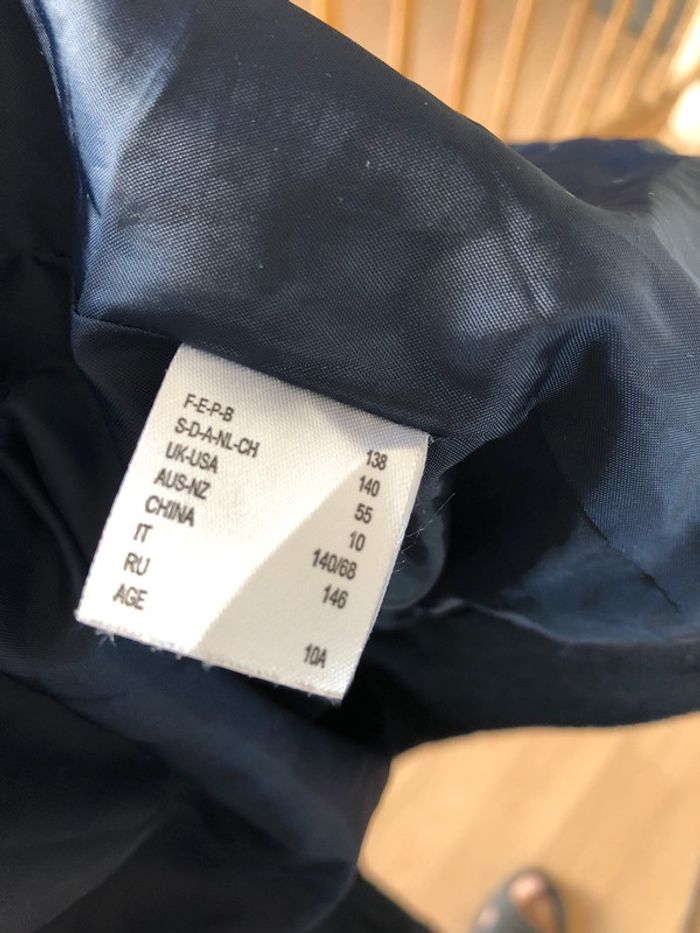 F-E-P-B 138
S-D-A-NL-CH 140
UK-USA 55
AUS-NZ 10
CHINA 140/68
IT 146
RU
AGE 10A